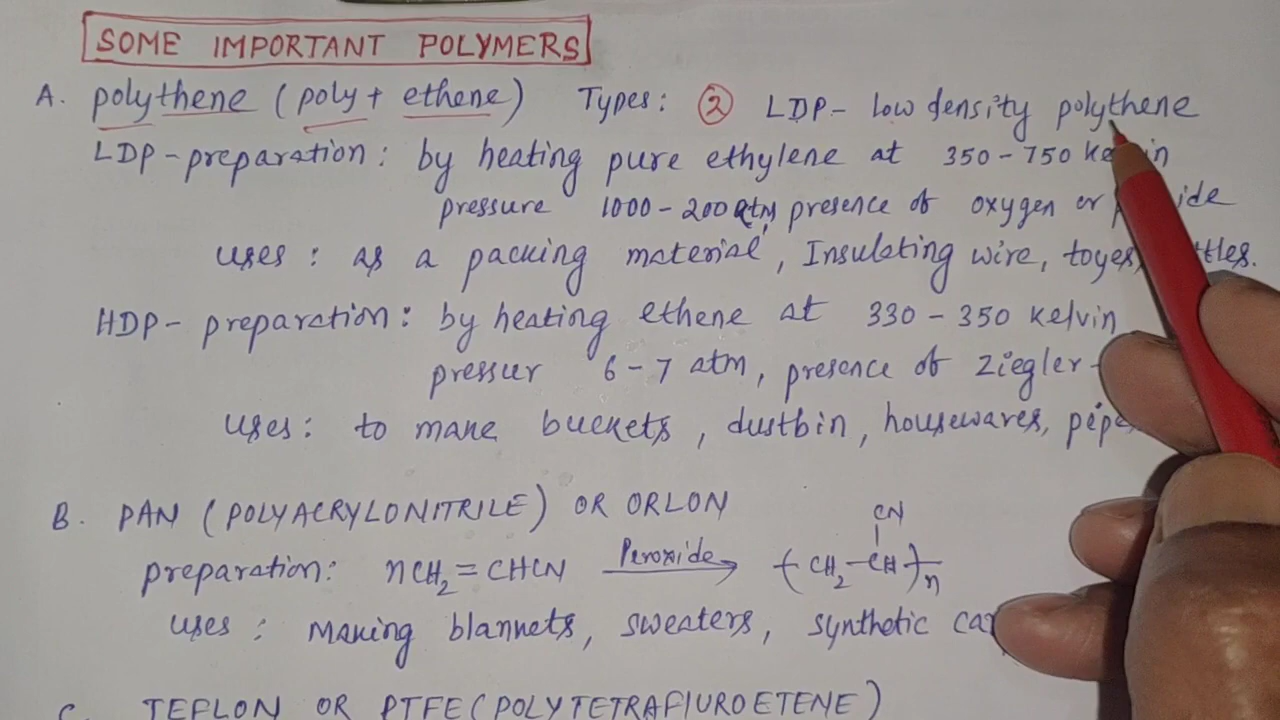 SOME IMPORTANT POLYMERS
A. polythene (poly + ethene) Types: ② LDP- low density polythene
LDP-preparation: by heating pure ethylene at 350-750
pressure 1000-200 atm, presence of oxygen or
uses: as a packing material, Insulating wire, toyes,
HDP- preparation: by heating ethene at 330-350 kelvin
pressur 6-7 atm, presence of Ziegler-
uses: to make buckets, dustbin, housewares,
B. PAN (POLYACRYLONITRILE) OR ORLON
CN
preparation: nCH₂=CHCN Peroxide → (CH₂-CH)n
uses: Making blankets, sweaters, synthetic
C. TEFLON OR PTFE (POLYTETRAFIUROETENE)